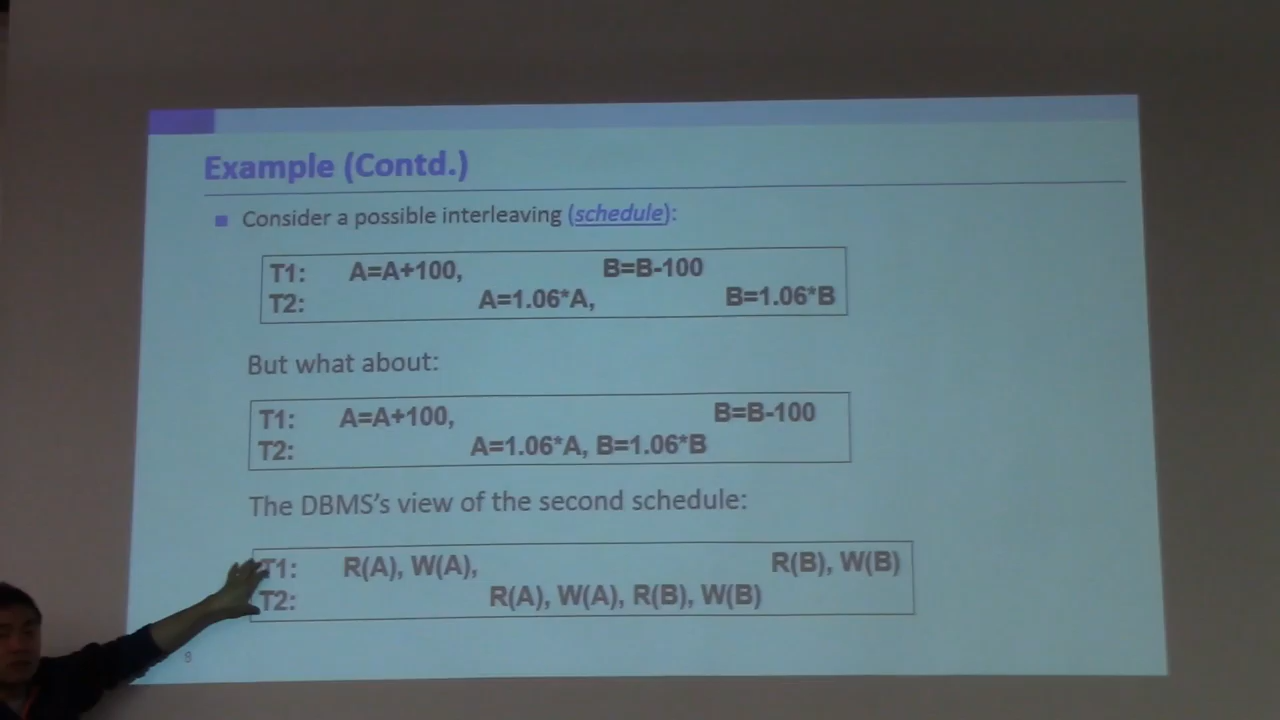 Example (Contd.)
Consider a possible interleaving (schedule):
T1: A=A+100, B=B-100
T2: A=1.06*A, B=1.06*B
But what about:
T1: A=A+100, B=B-100
T2: A=1.06*A, B=1.06*B
The DBMS's view of the second schedule:
T1: R(A), W(A), R(B), W(B)
T2: R(A), W(A), R(B), W(B)
8